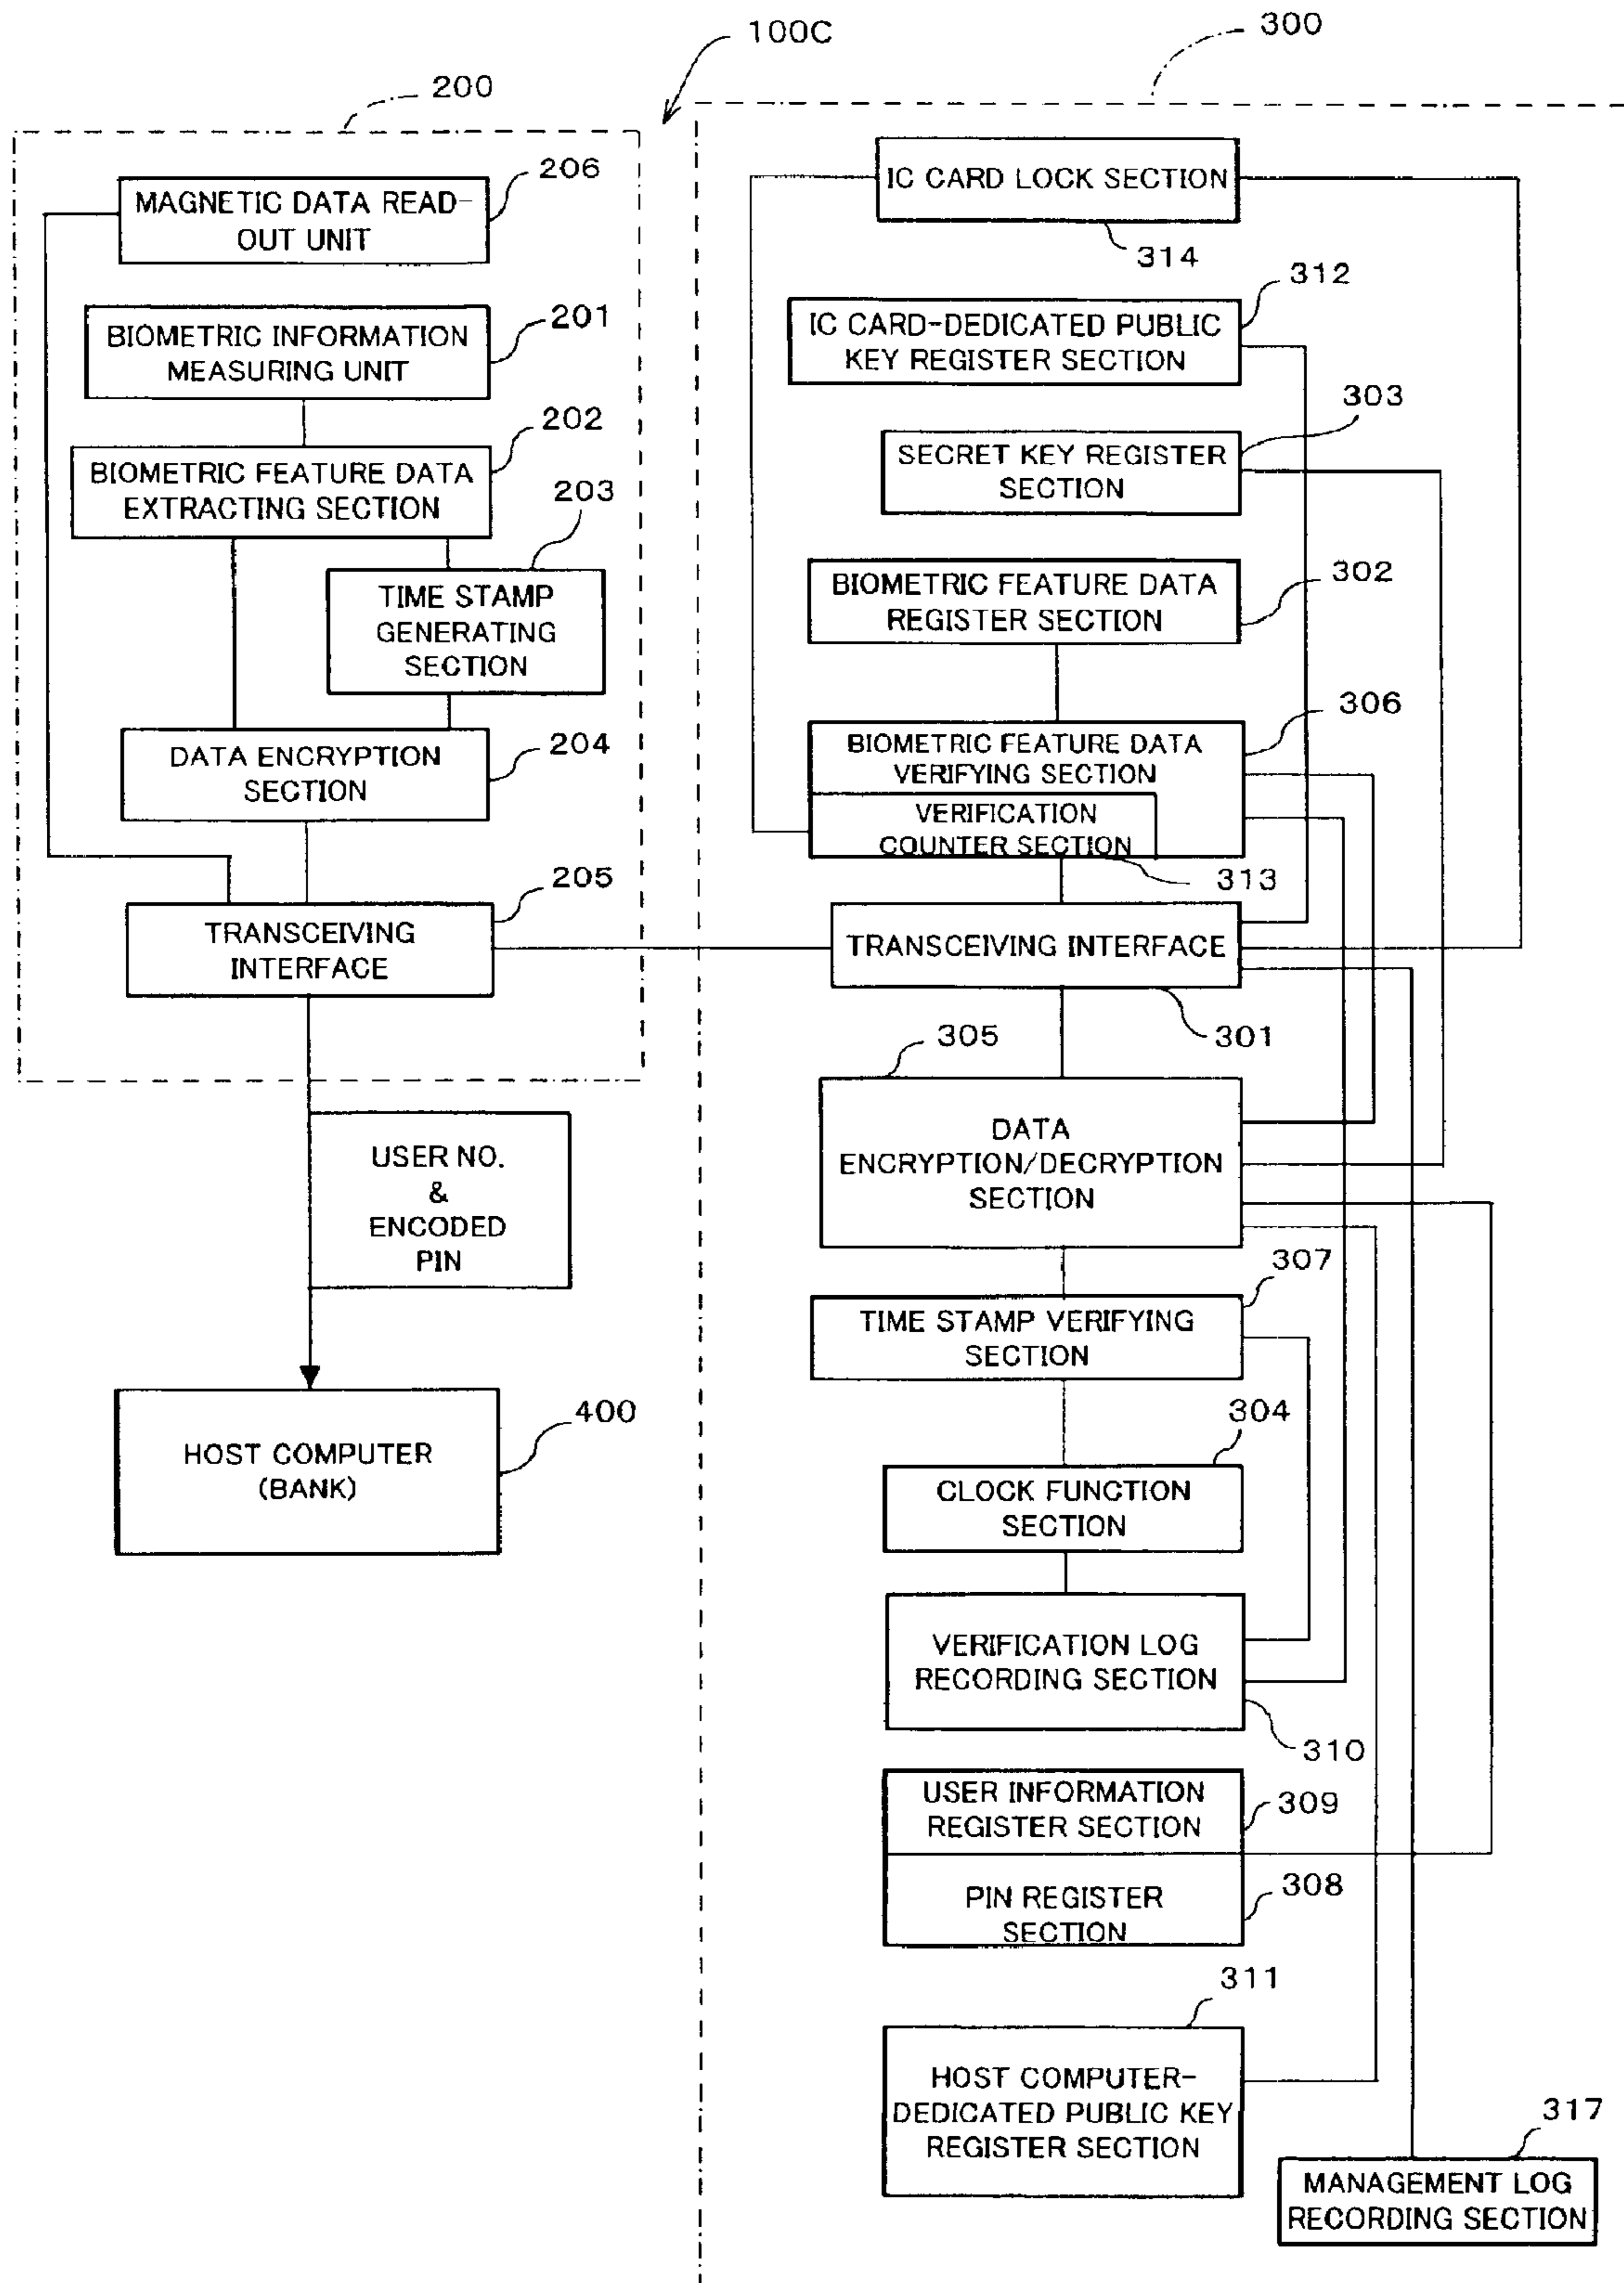 100C
300
200
206
MAGNETIC DATA READ-
OUT UNIT
201
BIOMETRIC INFORMATION
MEASURING UNIT
202
BIOMETRIC FEATURE DATA
EXTRACTING SECTION
203
TIME STAMP
GENERATING
SECTION
204
DATA ENCRYPTION
SECTION
205
TRANSCEIVING
INTERFACE
USER NO.
&
ENCODED
PIN
400
HOST COMPUTER
(BANK)
IC CARD LOCK SECTION
314
312
IC CARD-DEDICATED PUBLIC
KEY REGISTER SECTION
303
SECRET KEY REGISTER
SECTION
302
BIOMETRIC FEATURE DATA
REGISTER SECTION
306
BIOMETRIC FEATURE DATA
VERIFYING SECTION
VERIFICATION
COUNTER SECTION
313
TRANSCEIVING INTERFACE
301
305
DATA
ENCRYPTION/DECRYPTION
SECTION
307
TIME STAMP VERIFYING
SECTION
304
CLOCK FUNCTION
SECTION
VERIFICATION LOG
RECORDING SECTION
310
USER INFORMATION
REGISTER SECTION
309
PIN REGISTER
SECTION
308
311
HOST COMPUTER-
DEDICATED PUBLIC KEY
REGISTER SECTION
317
MANAGEMENT LOG
RECORDING SECTION